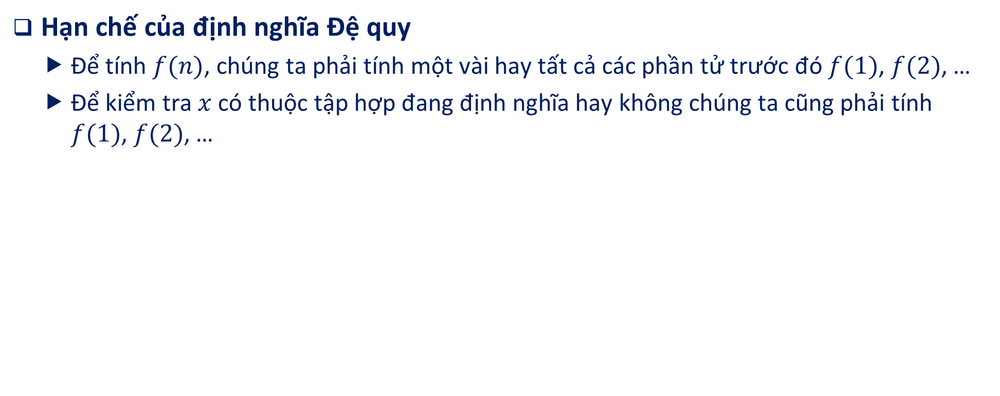 ❑ Hạn chế của định nghĩa Đệ quy
▶ Để tính f(n), chúng ta phải tính một vài hay tất cả các phần tử trước đó f(1), f(2), …
▶ Để kiểm tra x có thuộc tập hợp đang định nghĩa hay không chúng ta cũng phải tính
f(1), f(2), …